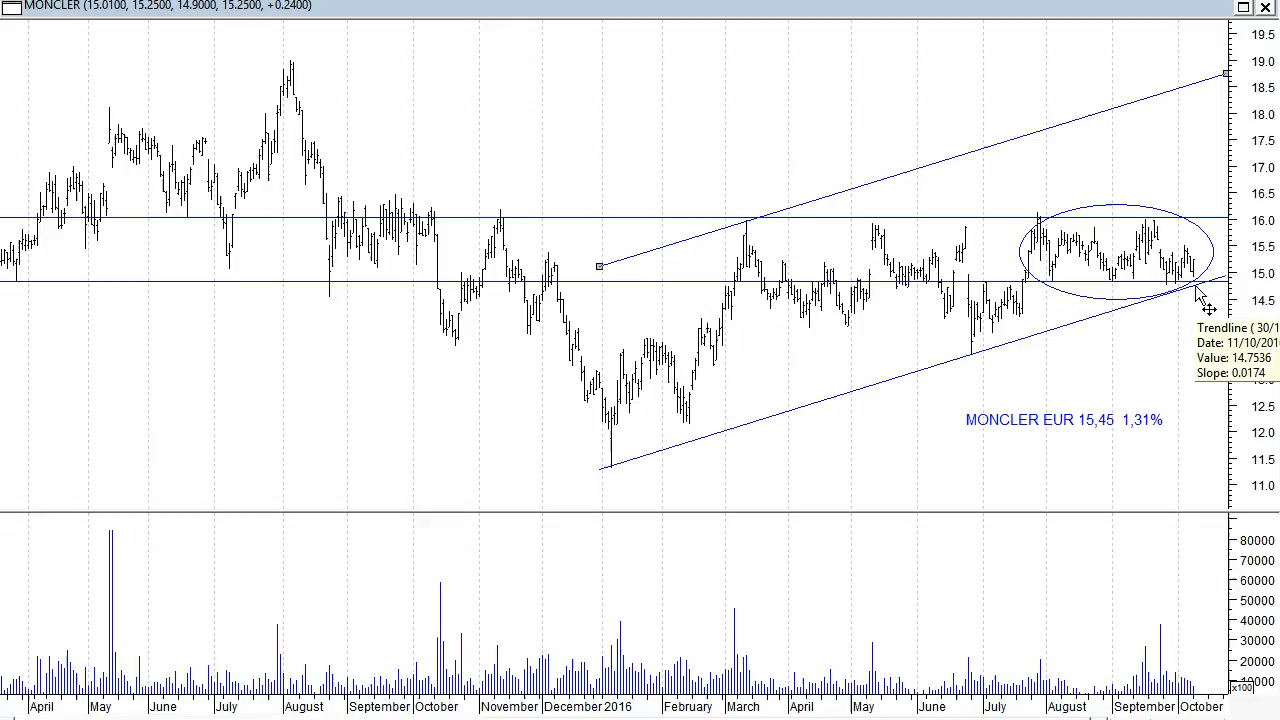 MONCLER (15.0100, 15.2500, 14.9000, 15.2500, +0.2400)
19.5
19.0
18.5
18.0
17.5
17.0
16.5
16.0
15.5
15.0
14.5
Trendline ( 30/1
Date: 11/10/201
Value: 14.7536
Slope: 0.0174
12.5
MONCLER EUR 15,45 1,31%
12.0
11.5
11.0
80000
70000
60000
50000
40000
30000
20000
10000
x100
April May June July August September October November December 2016 February March April May June July August September October